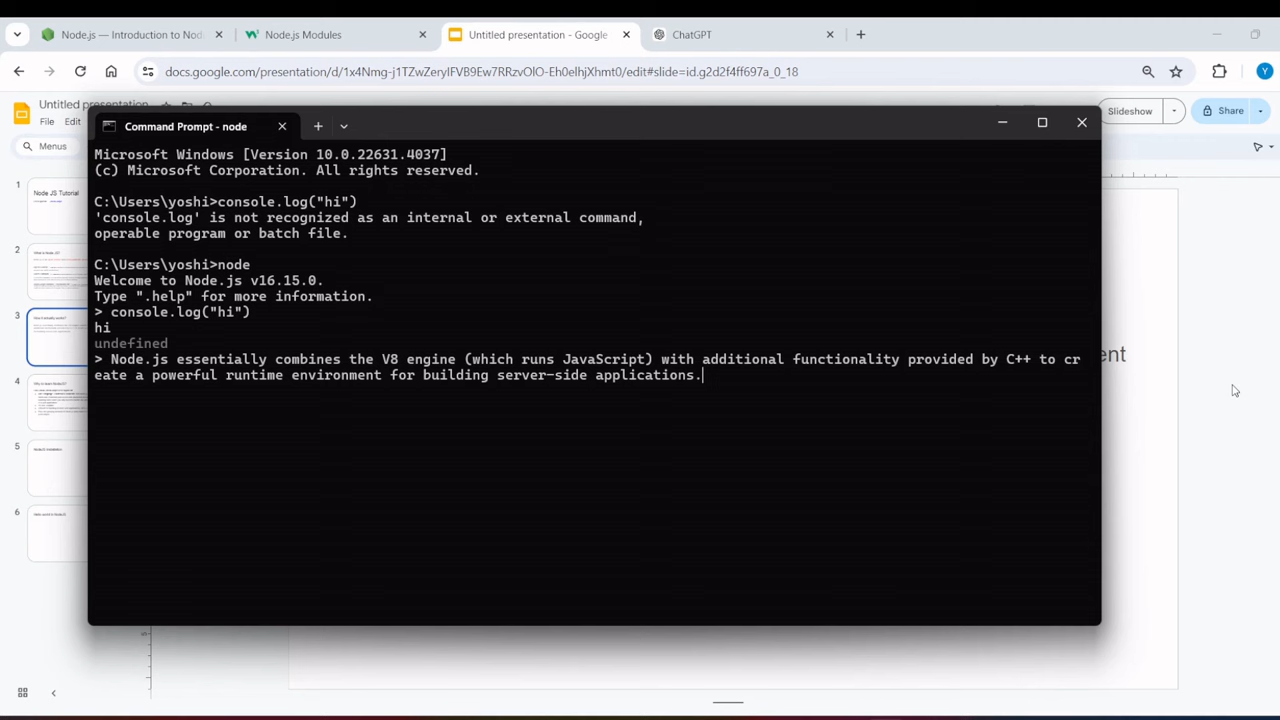 Node.js — Introduction to Node
Node.js Modules
Untitled presentation - Google
ChatGPT
docs.google.com/presentation/d/1x4Nmg-j1TZwZeryIFVB9Ew7RRzvOlO-Eh0elhjXhmt0/edit#slide=id.g2d2f4ff697a_0_18
Y
Untitled presentation
File Edit
Slideshow
Share
Menus
Command Prompt - node
Microsoft Windows [Version 10.0.22631.4037]
(c) Microsoft Corporation. All rights reserved.
C:\Users\yoshi>console.log("hi")
'console.log' is not recognized as an internal or external command,
operable program or batch file.
C:\Users\yoshi>node
Welcome to Node.js v16.15.0.
Type ".help" for more information.
> console.log("hi")
hi
undefined
> Node.js essentially combines the V8 engine (which runs JavaScript) with additional functionality provided by C++ to cr
eate a powerful runtime environment for building server-side applications.
1
Node JS Tutorial
2
What is Node JS?
3
4
5
6